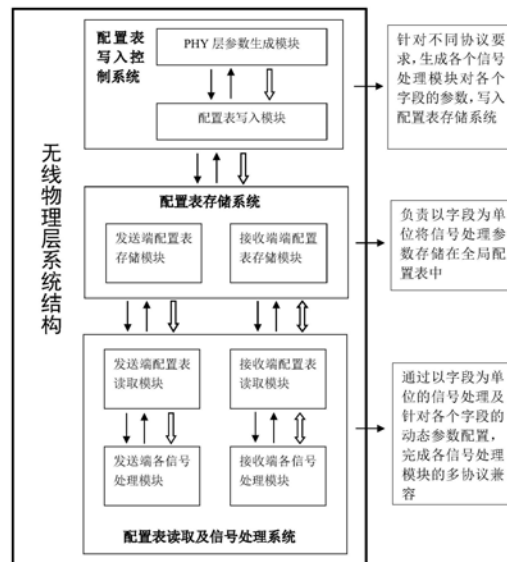 无线物理层系统结构
配置表
写入控
制系统
PHY 层参数生成模块
配置表写入模块
针对不同协议要
求,生成各个信号
处理模块对各个
字段的参数,写入
配置表存储系统
配置表存储系统
发送端配置表
存储模块
接收端端配置
表存储模块
负责以字段为单
位将信号处理参
数存储在全局配
置表中
发送端配置表
读取模块
接收端配置表
读取模块
发送端各信号
处理模块
接收端各信号
处理模块
配置表读取及信号处理系统
通过以字段为单
位的信号处理及
针对各个字段的
动态参数配置,
完成各信号处理
模块的多协议兼
容